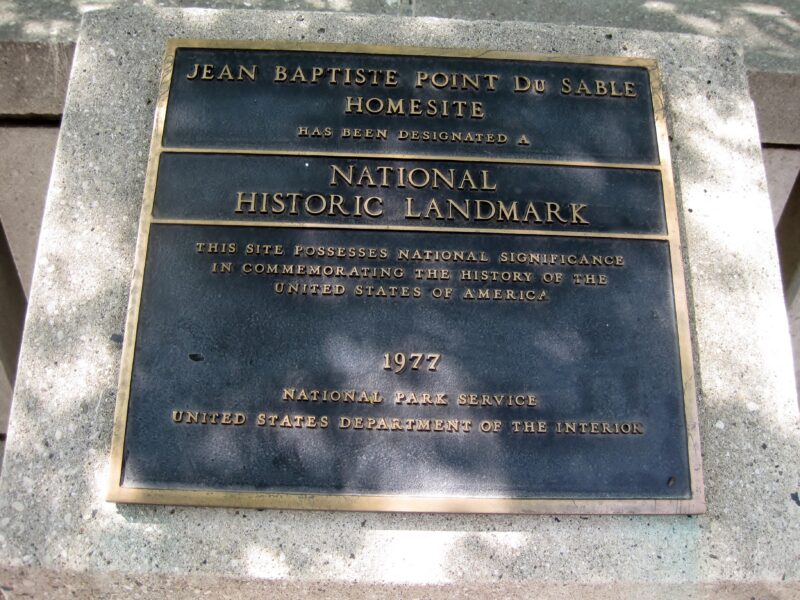 JEAN BAPTISTE POINT DU SABLE
HOMESITE
HAS BEEN DESIGNATED A
NATIONAL
HISTORIC LANDMARK
THIS SITE POSSESSES NATIONAL SIGNIFICANCE
IN COMMEMORATING THE HISTORY OF THE
UNITED STATES OF AMERICA
1977
NATIONAL PARK SERVICE
UNITED STATES DEPARTMENT OF THE INTERIOR